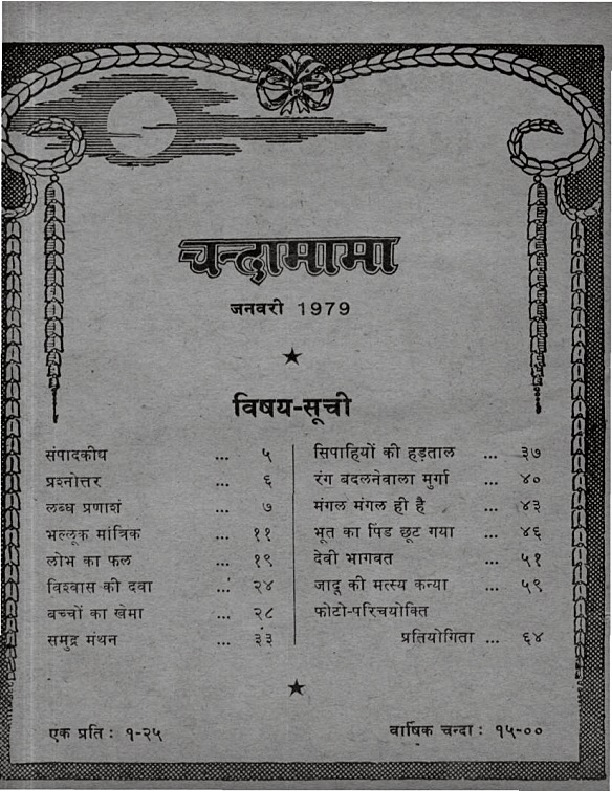 चन्दामामा
जनवरी 1979
★
विषय-सूची
संपादकीय ... ५
प्रश्नोत्तर ... ६
लब्ध प्रणाशं ... ७
भल्लूक मांत्रिक ... ११
लोभ का फल ... १९
विश्वास की दवा ... २४
बच्चों का खेमा ... २८
समुद्र मंथन ... ३३
सिपाहियों की हड़ताल ... ३७
रंग बदलनेवाला मुर्गा ... ४०
मंगल मंगल ही है ... ४३
भूत का पिंड छूट गया ... ४६
देवी भागवत ... ५१
जादू की मत्स्य कन्या ... ५९
फोटो-परिचयोक्ति
प्रतियोगिता ... ६४
★
एक प्रति : १-२५
वार्षिक चन्दा : १५-००